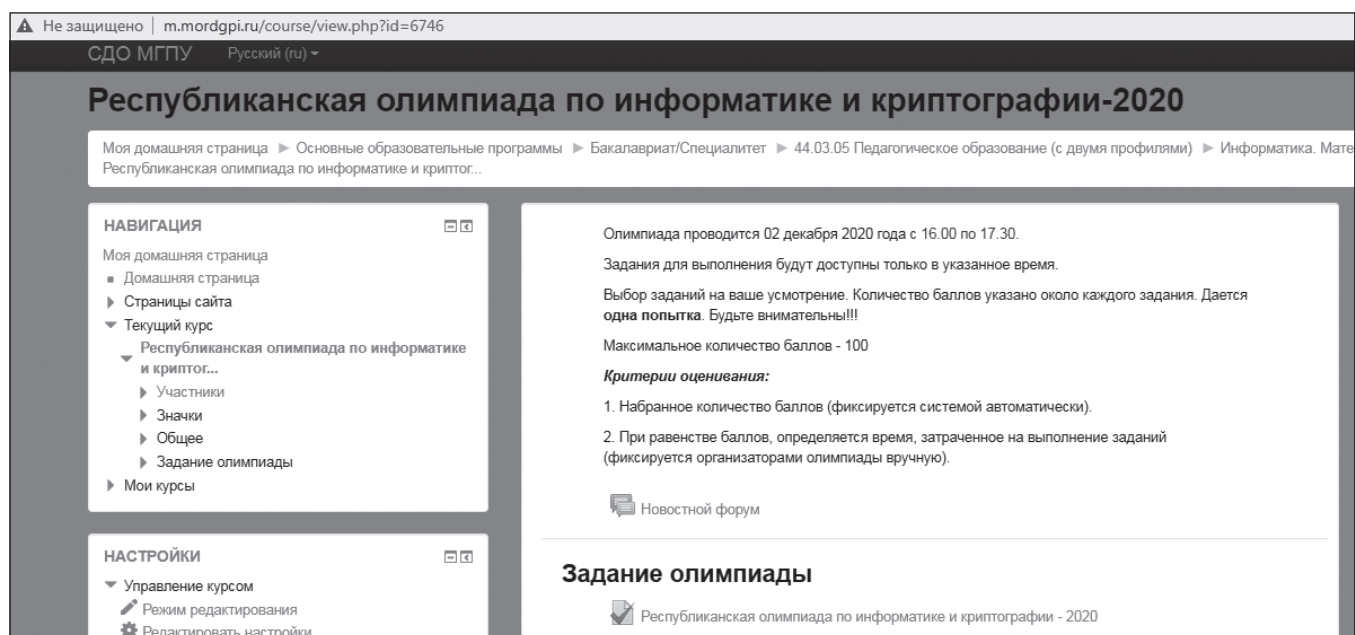 Не защищено | m.mordgpi.ru/course/view.php?id=6746
СДО МГПУ Русский (ru)
Республиканская олимпиада по информатике и криптографии-2020
Моя домашняя страница ► Основные образовательные программы ► Бакалавриат/Специалитет ► 44.03.05 Педагогическое образование (с двумя профилями) ► Информатика. Мате
Республиканская олимпиада по информатике и криптог...
НАВИГАЦИЯ
Моя домашняя страница
Домашняя страница
Страницы сайта
Текущий курс
Республиканская олимпиада по информатике
и криптог...
Участники
Значки
Общее
Задание олимпиады
Мои курсы
НАСТРОЙКИ
Управление курсом
Режим редактирования
Редактировать настройки
Олимпиада проводится 02 декабря 2020 года с 16.00 по 17.30.
Задания для выполнения будут доступны только в указанное время.
Выбор заданий на ваше усмотрение. Количество баллов указано около каждого задания. Дается
одна попытка. Будьте внимательны!!!
Максимальное количество баллов - 100
Критерии оценивания:
1. Набранное количество баллов (фиксируется системой автоматически).
2. При равенстве баллов, определяется время, затраченное на выполнение заданий
(фиксируется организаторами олимпиады вручную).
Новостной форум
Задание олимпиады
Республиканская олимпиада по информатике и криптографии - 2020